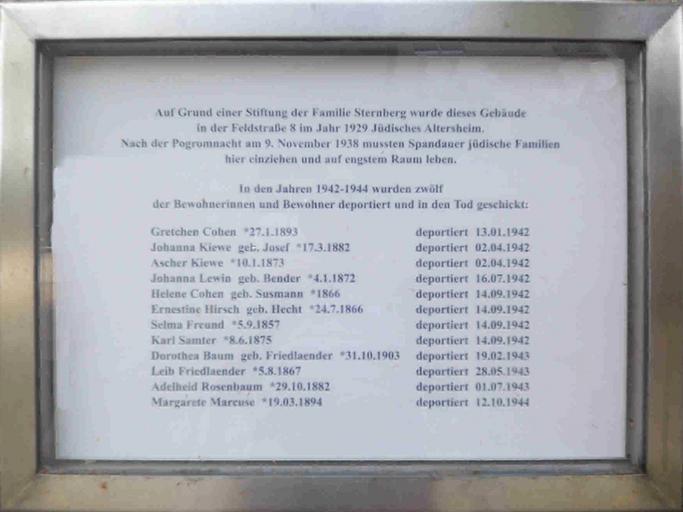 Auf Grund einer Stiftung der Familie Sternberg wurde dieses Gebäude
in der Feldstraße 8 im Jahr 1929 Jüdisches Altersheim.
Nach der Pogromnacht am 9. November 1938 mussten Spandauer jüdische Familien
hier einziehen und auf engstem Raum leben.
In den Jahren 1942-1944 wurden zwölf
der Bewohnerinnen und Bewohner deportiert und in den Tod geschickt:
Gretchen Cohen *27.1.1893 deportiert 13.01.1942
Johanna Kiewe geb. Josef *17.3.1882 deportiert 02.04.1942
Ascher Kiewe *10.1.1873 deportiert 02.04.1942
Johanna Lewin geb. Bender *4.1.1872 deportiert 16.07.1942
Helene Cohen geb. Susmann *1866 deportiert 14.09.1942
Ernestine Hirsch geb. Hecht *24.7.1866 deportiert 14.09.1942
Selma Freund *5.9.1857 deportiert 14.09.1942
Karl Samter *8.6.1875 deportiert 14.09.1942
Dorothea Baum geb. Friedlaender *31.10.1903 deportiert 19.02.1943
Leib Friedlaender *5.8.1867 deportiert 28.05.1943
Adelheid Rosenbaum *29.10.1882 deportiert 01.07.1943
Margarete Marcuse *19.03.1894 deportiert 12.10.1944